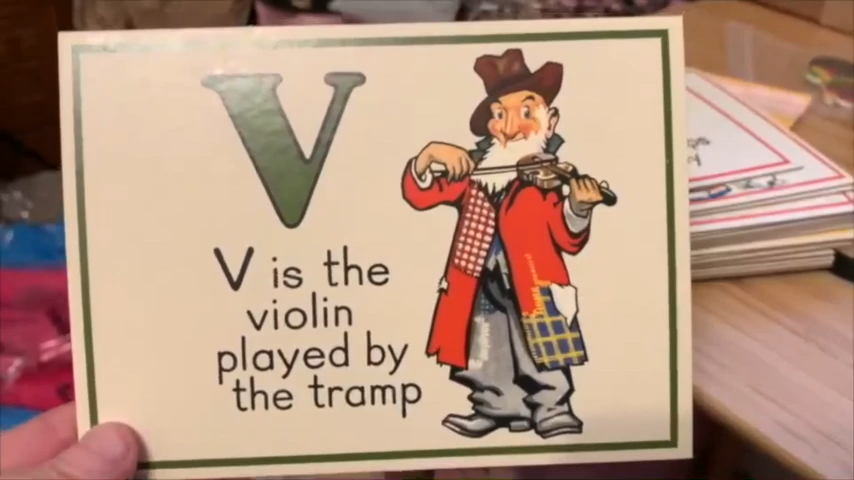 V
V is the
violin
played by
the tramp